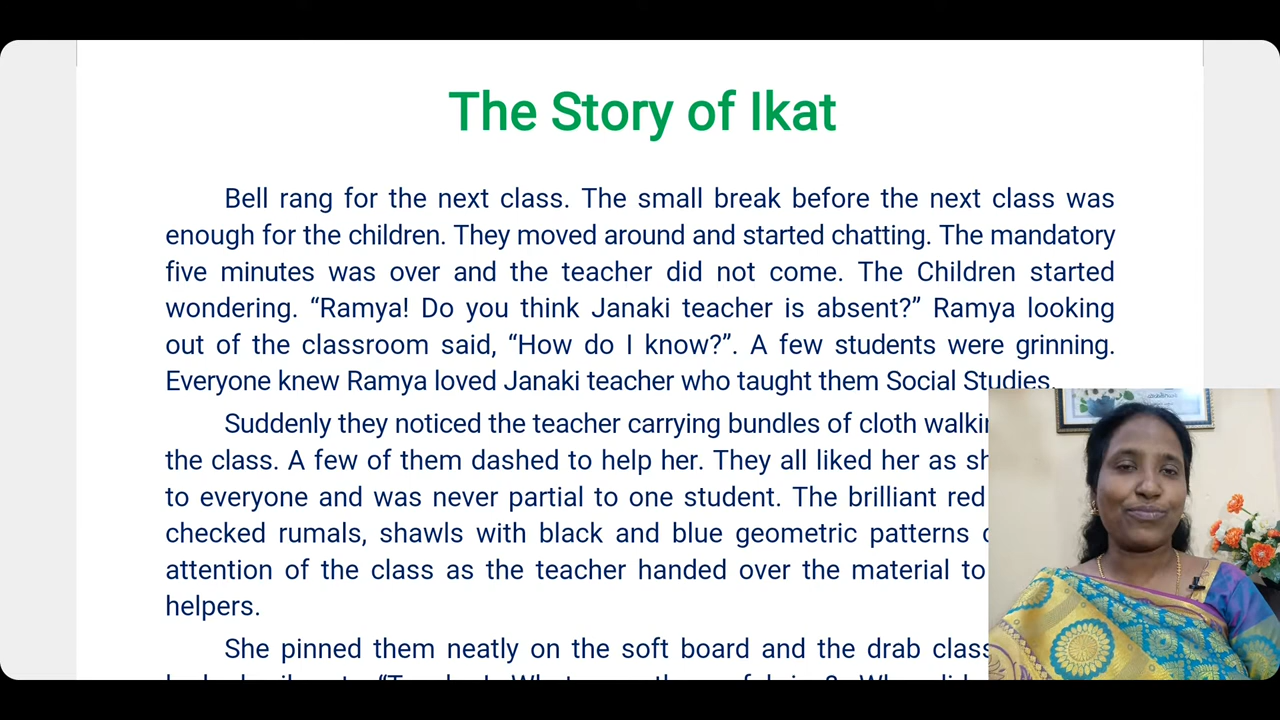 The Story of Ikat
Bell rang for the next class. The small break before the next class was
enough for the children. They moved around and started chatting. The mandatory
five minutes was over and the teacher did not come. The Children started
wondering. “Ramya! Do you think Janaki teacher is absent?” Ramya looking
out of the classroom said, “How do I know?”. A few students were grinning.
Everyone knew Ramya loved Janaki teacher who taught them Social Studies.
Suddenly they noticed the teacher carrying bundles of cloth
the class. A few of them dashed to help her. They all liked her as
to everyone and was never partial to one student. The brilliant red
checked rumals, shawls with black and blue geometric patterns
attention of the class as the teacher handed over the material to
helpers.
She pinned them neatly on the soft board and the drab